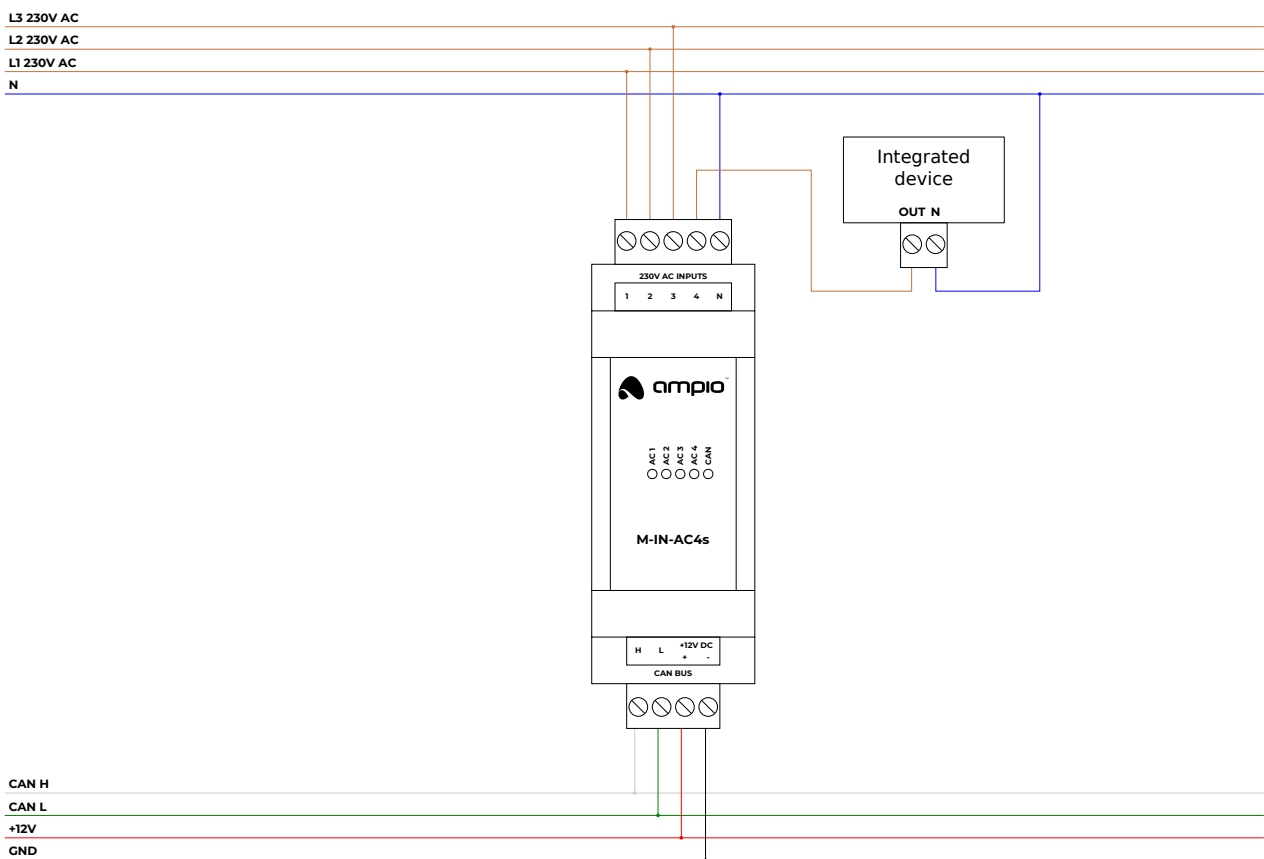 L3 230V AC
L2 230V AC
L1 230V AC
N
Integrated
device
OUT N
230V AC INPUTS
1 2 3 4 N
ampio
AC 1 AC 2 AC 3 AC 4 CAN
M-IN-AC4s
H L +12V DC
+ -
CAN BUS
CAN H
CAN L
+12V
GND